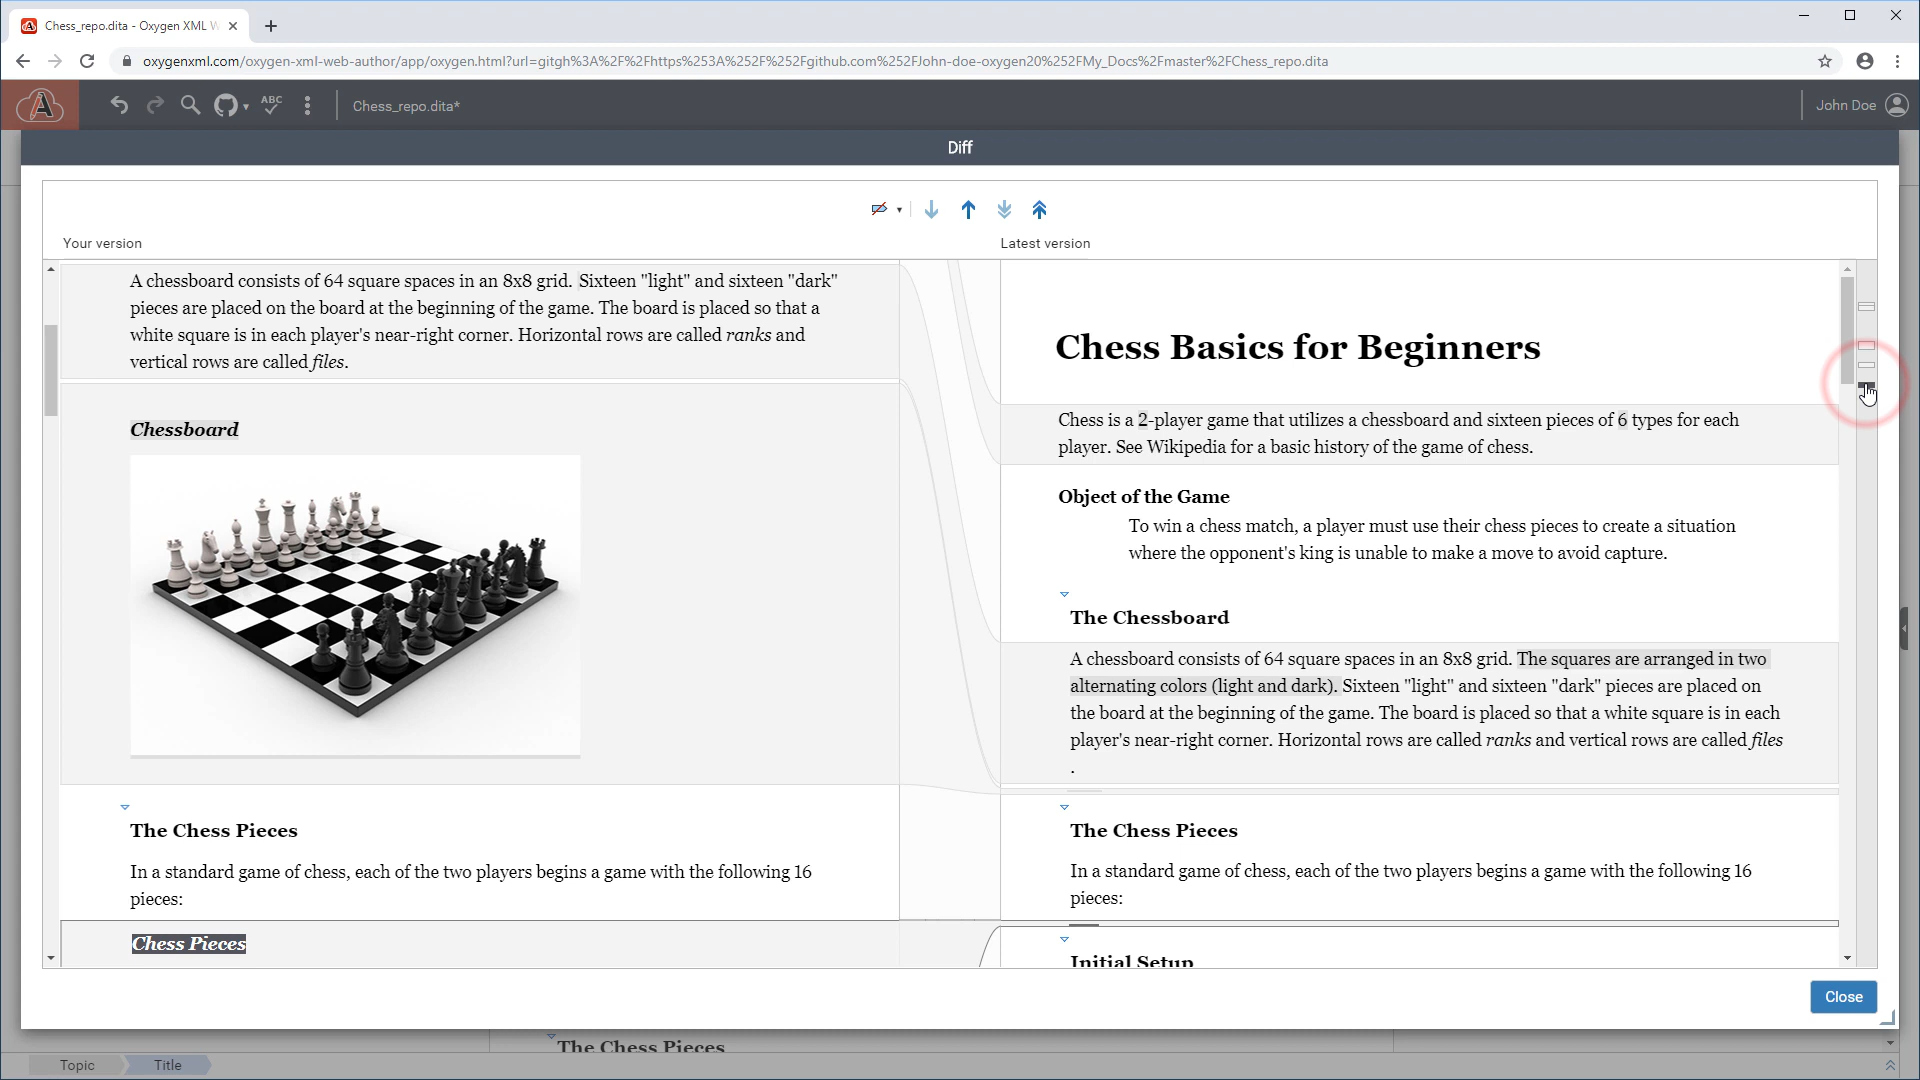 Chess_repo.dita - Oxygen XML W
oxygenxml.com/oxygen-xml-web-author/app/oxygen.html?url=gitgh%3A%2F%2Fhttps%253A%252F%252Fgithub.com%252FJohn-doe-oxygen20%252FMy_Docs%2Fmaster%2FChess_repo.dita
ABC
Chess_repo.dita*
John Doe
Diff
Your version
Latest version
A chessboard consists of 64 square spaces in an 8x8 grid. Sixteen "light" and sixteen "dark"
pieces are placed on the board at the beginning of the game. The board is placed so that a
white square is in each player's near-right corner. Horizontal rows are called ranks and
vertical rows are called files.
Chessboard
The Chess Pieces
In a standard game of chess, each of the two players begins a game with the following 16
pieces:
Chess Pieces
Chess Basics for Beginners
Chess is a 2-player game that utilizes a chessboard and sixteen pieces of 6 types for each
player. See Wikipedia for a basic history of the game of chess.
Object of the Game
To win a chess match, a player must use their chess pieces to create a situation
where the opponent's king is unable to make a move to avoid capture.
The Chessboard
A chessboard consists of 64 square spaces in an 8x8 grid. The squares are arranged in two
alternating colors (light and dark). Sixteen "light" and sixteen "dark" pieces are placed on
the board at the beginning of the game. The board is placed so that a white square is in each
player's near-right corner. Horizontal rows are called ranks and vertical rows are called files
.
The Chess Pieces
In a standard game of chess, each of the two players begins a game with the following 16
pieces:
Initial Setup
Close
The Chess Pieces
Topic
Title